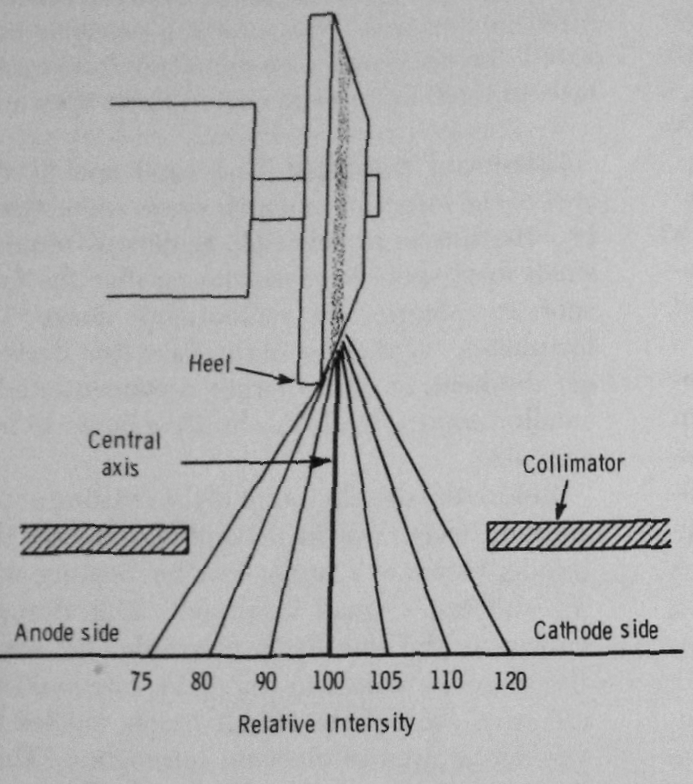 Heel
Central
axis
Collimator
Anode side
Cathode side
75 80 90 100 105 110 120
Relative Intensity